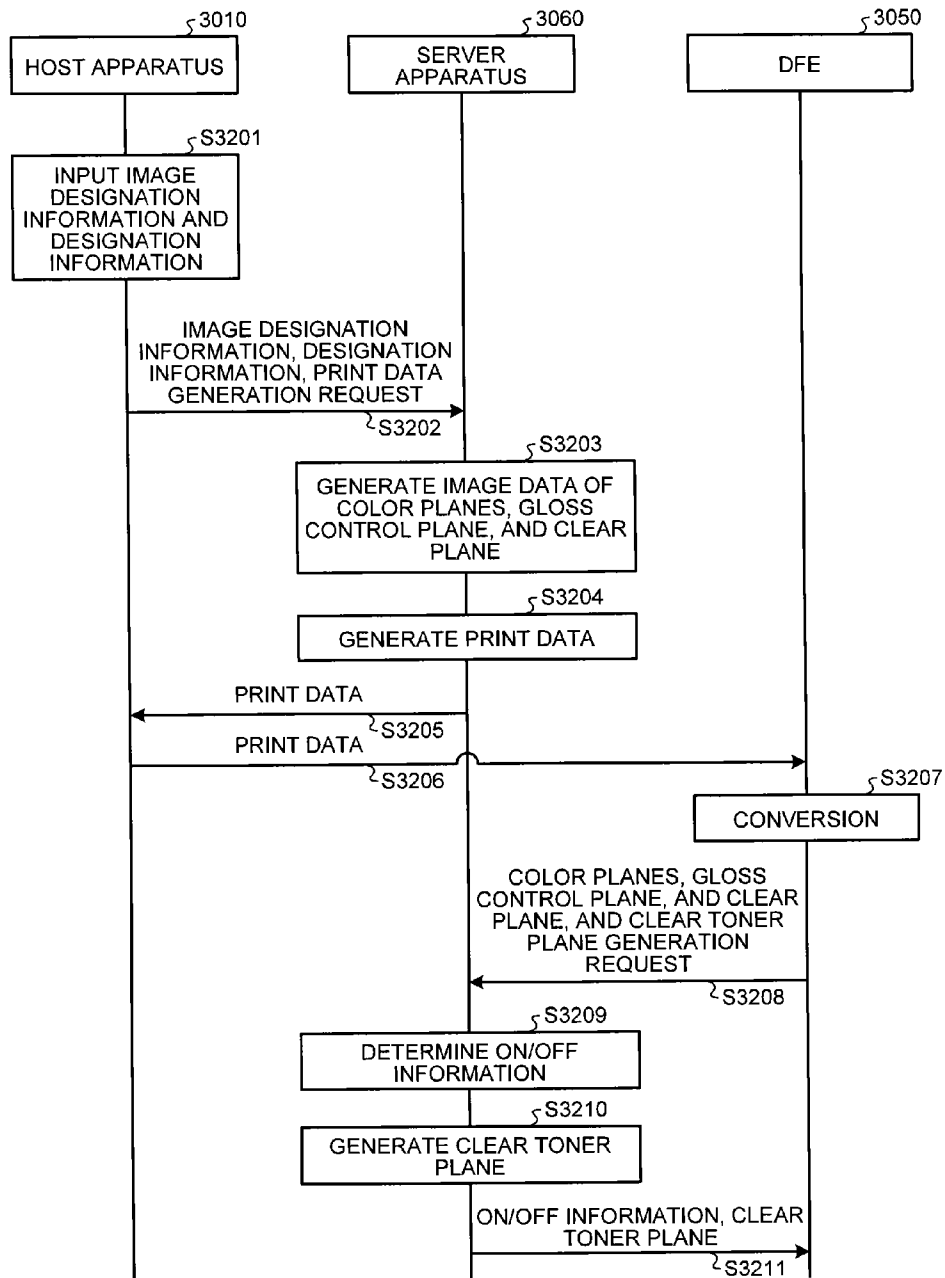 3010
HOST APPARATUS
3060
SERVER
APPARATUS
3050
DFE
S3201
INPUT IMAGE
DESIGNATION
INFORMATION AND
DESIGNATION
INFORMATION
IMAGE DESIGNATION
INFORMATION, DESIGNATION
INFORMATION, PRINT DATA
GENERATION REQUEST
S3202
S3203
GENERATE IMAGE DATA OF
COLOR PLANES, GLOSS
CONTROL PLANE, AND CLEAR
PLANE
S3204
GENERATE PRINT DATA
PRINT DATA
S3205
PRINT DATA
S3206
S3207
CONVERSION
COLOR PLANES, GLOSS
CONTROL PLANE, AND CLEAR
PLANE, AND CLEAR TONER
PLANE GENERATION
REQUEST
S3208
S3209
DETERMINE ON/OFF
INFORMATION
S3210
GENERATE CLEAR TONER
PLANE
ON/OFF INFORMATION, CLEAR
TONER PLANE
S3211